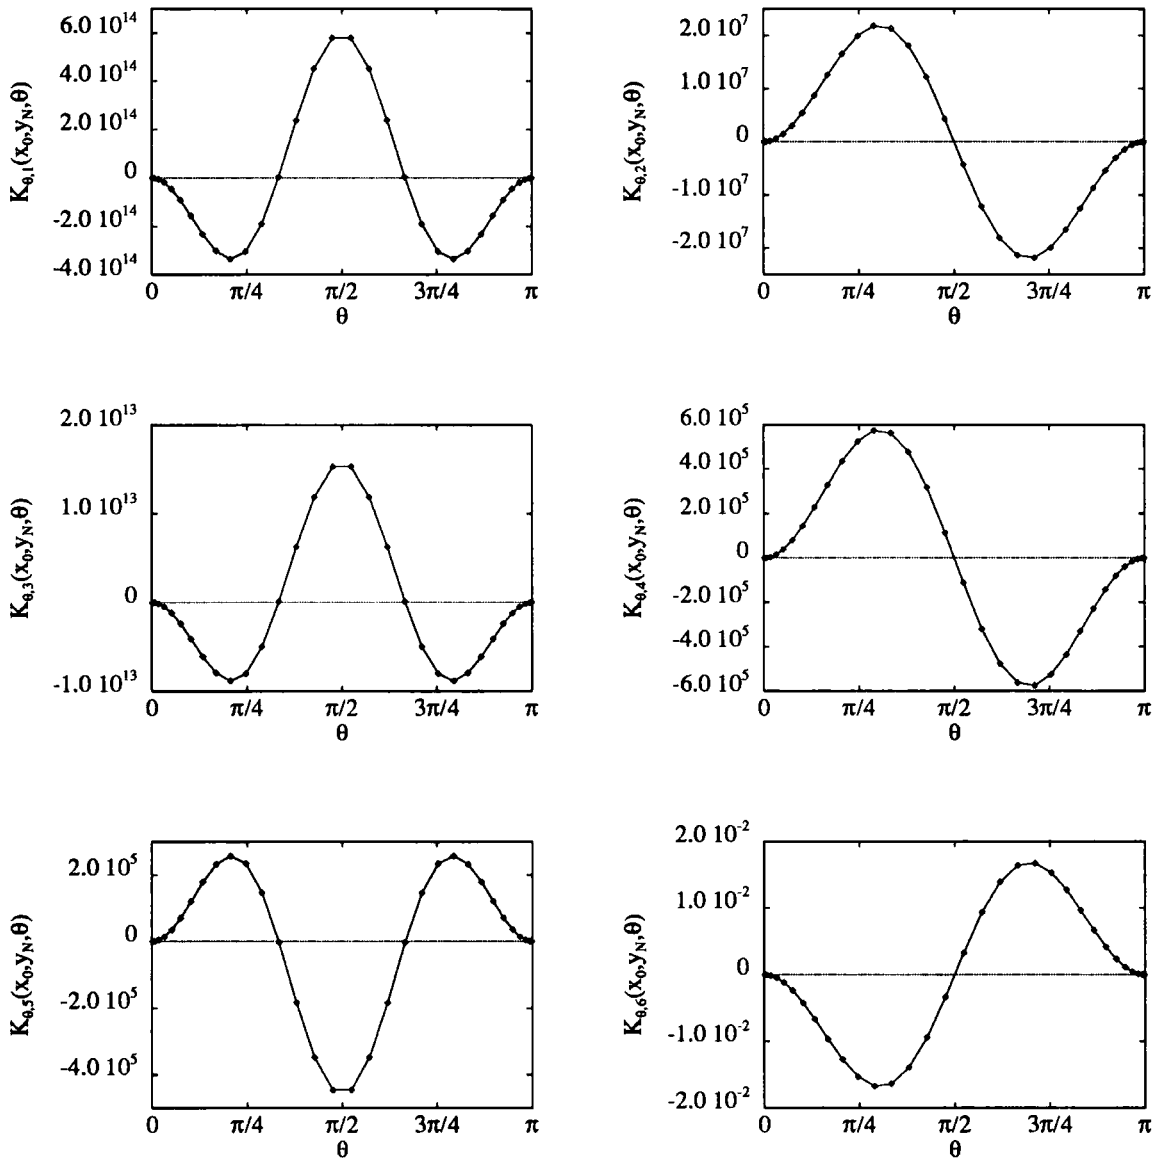 6.0 10^14
4.0 10^14
2.0 10^14
0
-2.0 10^14
-4.0 10^14
K_θ,1(x_0,y_N,θ)
0 π/4 π/2 3π/4 π
θ
2.0 10^7
1.0 10^7
0
-1.0 10^7
-2.0 10^7
K_θ,2(x_0,y_N,θ)
0 π/4 π/2 3π/4 π
θ
2.0 10^13
1.0 10^13
0
-1.0 10^13
K_θ,3(x_0,y_N,θ)
0 π/4 π/2 3π/4 π
θ
6.0 10^5
4.0 10^5
2.0 10^5
0
-2.0 10^5
-4.0 10^5
-6.0 10^5
K_θ,4(x_0,y_N,θ)
0 π/4 π/2 3π/4 π
θ
2.0 10^5
0
-2.0 10^5
-4.0 10^5
K_θ,5(x_0,y_N,θ)
0 π/4 π/2 3π/4 π
θ
2.0 10^-2
1.0 10^-2
0
-1.0 10^-2
-2.0 10^-2
K_θ,6(x_0,y_N,θ)
0 π/4 π/2 3π/4 π
θ